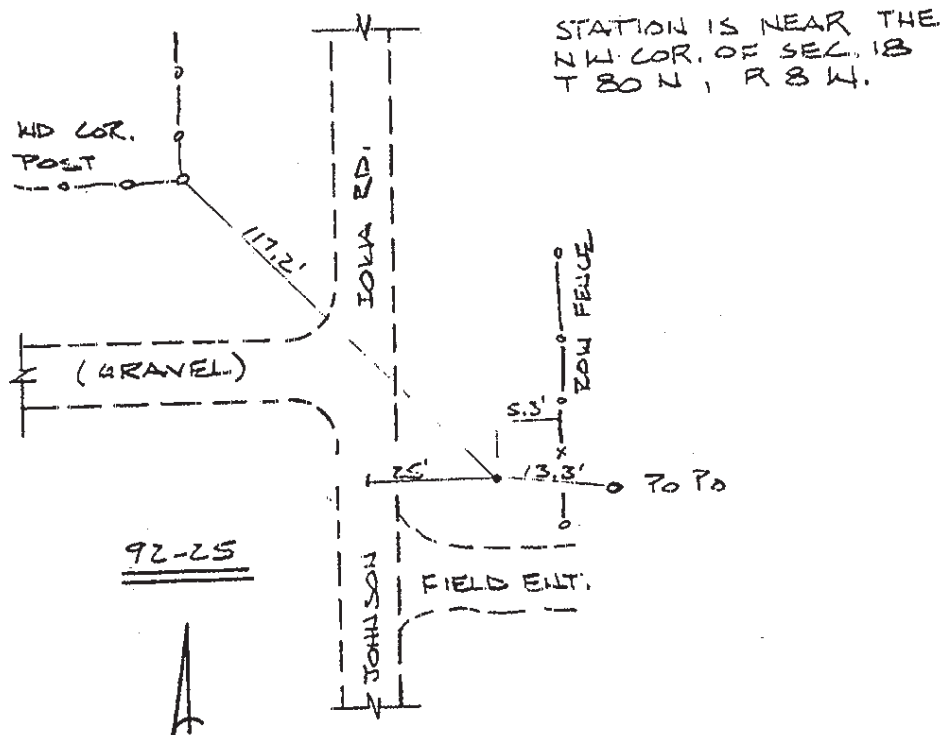 STATION IS NEAR THE
NW COR. OF SEC. 18
T 80 N, R 8 W.
WD COR.
POST
117.2'
IOWA RD.
ROW FENCE
(GRAVEL)
5.3'
25'
13.3'
PO PO
92-25
FIELD ENT.
JOHNSON
N